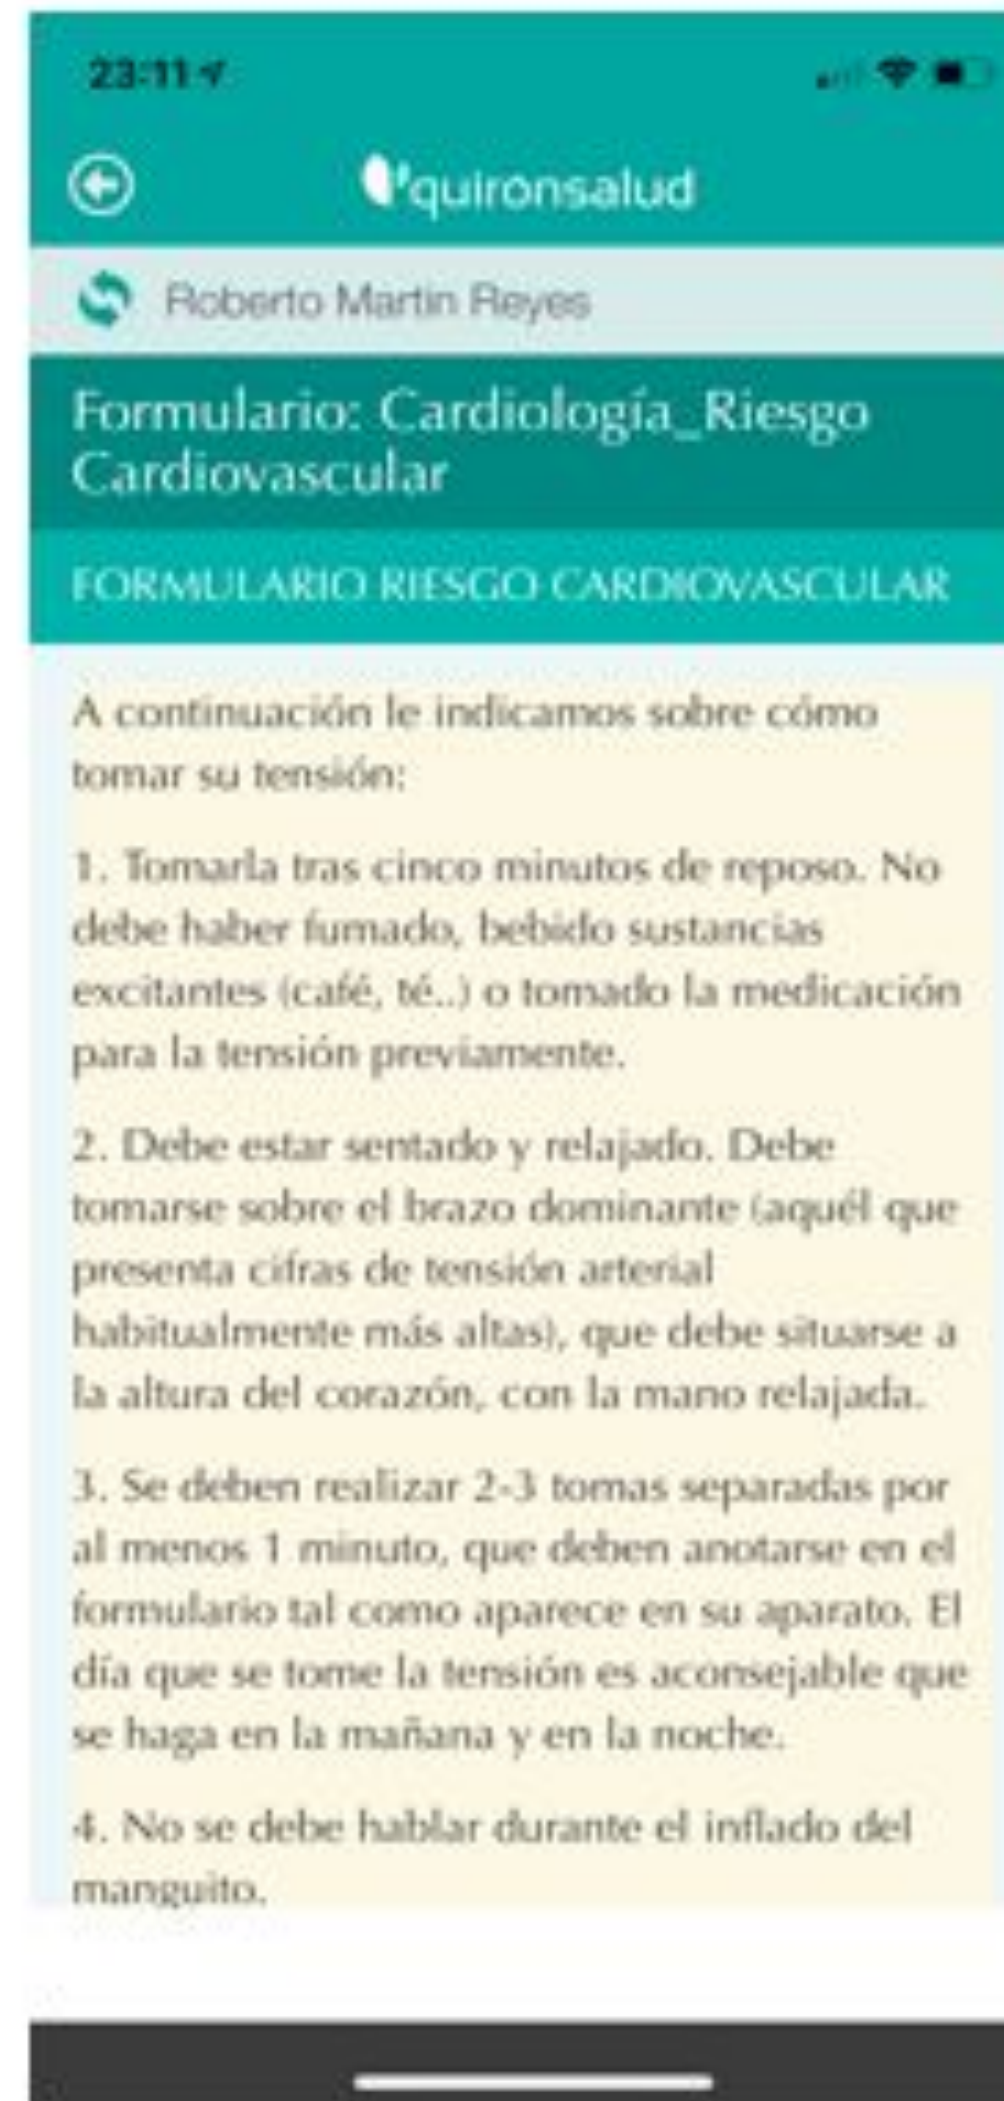 23:11
quironsalud
Roberto Martin Reyes
Formulario: Cardiología_Riesgo
Cardiovascular
FORMULARIO RIESGO CARDIOVASCULAR
A continuación le indicamos sobre cómo
tomar su tensión:
1. Tomarla tras cinco minutos de reposo. No
debe haber fumado, bebido sustancias
excitantes (café, té..) o tomado la medicación
para la tensión previamente.
2. Debe estar sentado y relajado. Debe
tomarse sobre el brazo dominante (aquél que
presenta cifras de tensión arterial
habitualmente más altas), que debe situarse a
la altura del corazón, con la mano relajada.
3. Se deben realizar 2-3 tomas separadas por
al menos 1 minuto, que deben anotarse en el
formulario tal como aparece en su aparato. El
día que se tome la tensión es aconsejable que
se haga en la mañana y en la noche.
4. No se debe hablar durante el inflado del
manguito.